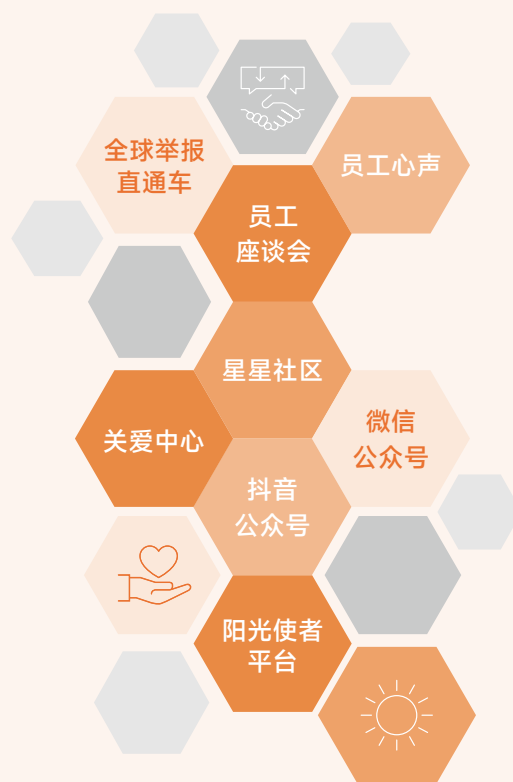 全球举报
直通车
员工心声
员工
座谈会
星星社区
关爱中心
微信
公众号
抖音
公众号
阳光使者
平台